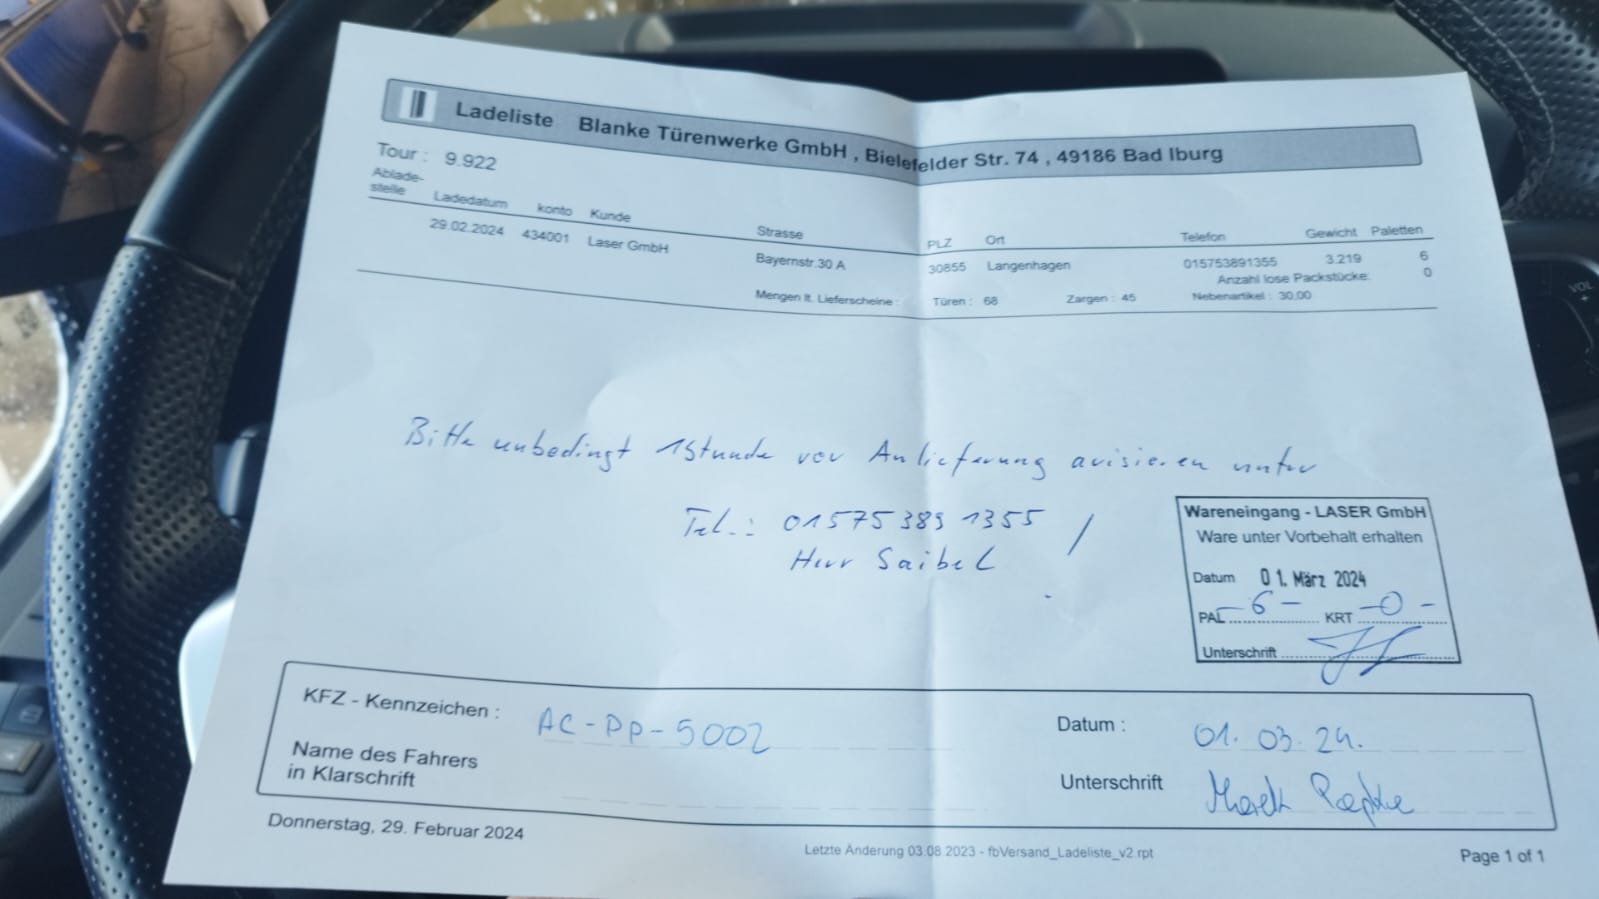 Ladeliste Blanke Türenwerke GmbH , Bielefelder Str. 74 , 49186 Bad Iburg
Tour : 9.922
Ablade-
stelle Ladedatum konto Kunde Strasse PLZ Ort Telefon Gewicht Paletten
29.02.2024 434001 Laser GmbH Bayernstr.30 A 30855 Langenhagen 015753891355 3.219 6
Anzahl lose Packstücke: 0
Mengen lt. Lieferscheine : Türen : 68 Zargen : 45 Nebenartikel : 30,00
Bitte unbedingt 1Stunde vor Anlieferung avisieren unter
Tel.: 01575 389 1355 /
Herr Saibel
Wareneingang - LASER GmbH
Ware unter Vorbehalt erhalten
Datum 01. März 2024
PAL - 6 - KRT - 0 -
Unterschrift
KFZ - Kennzeichen : AC-PP-5002
Datum : 01. 03. 24.
Name des Fahrers
in Klarschrift
Unterschrift
Donnerstag, 29. Februar 2024
Letzte Änderung 03.08.2023 - fbVersand_Ladeliste_v2.rpt
Page 1 of 1
VOL
+